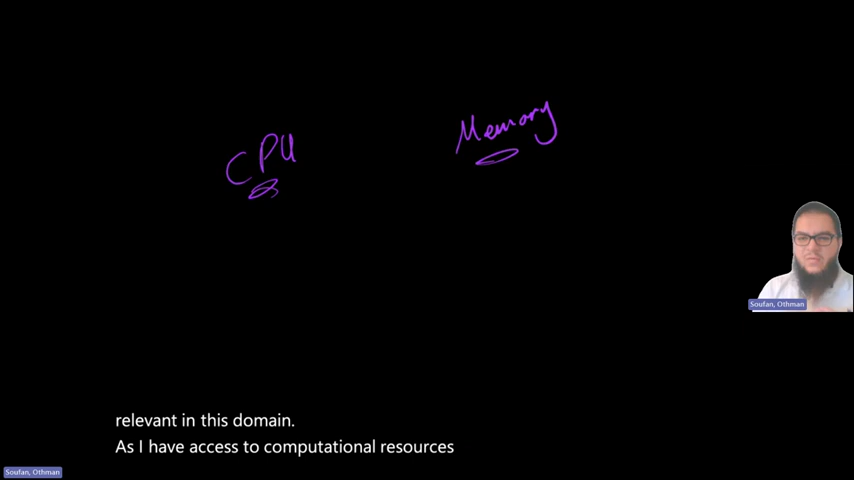 CPU
Memory
Soufan, Othman
relevant in this domain.
As I have access to computational resources
Soufan, Othman